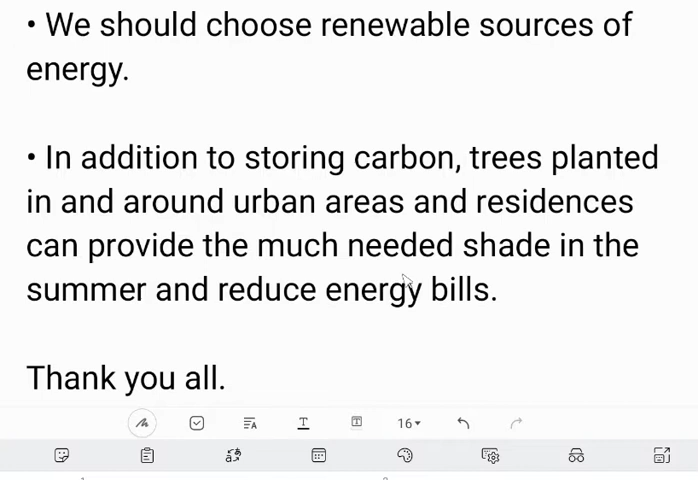 • We should choose renewable sources of
energy.
• In addition to storing carbon, trees planted
in and around urban areas and residences
can provide the much needed shade in the
summer and reduce energy bills.
Thank you all.
16